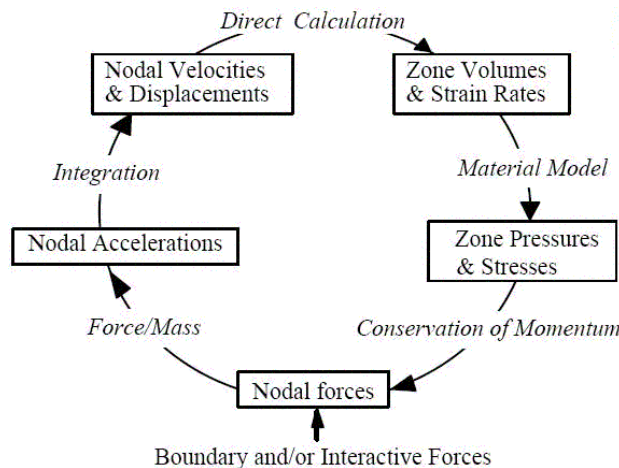 Direct Calculation
Nodal Velocities
& Displacements
Zone Volumes
& Strain Rates
Integration
Material Model
Nodal Accelerations
Zone Pressures
& Stresses
Force/Mass
Conservation of Momentum
Nodal forces
Boundary and/or Interactive Forces